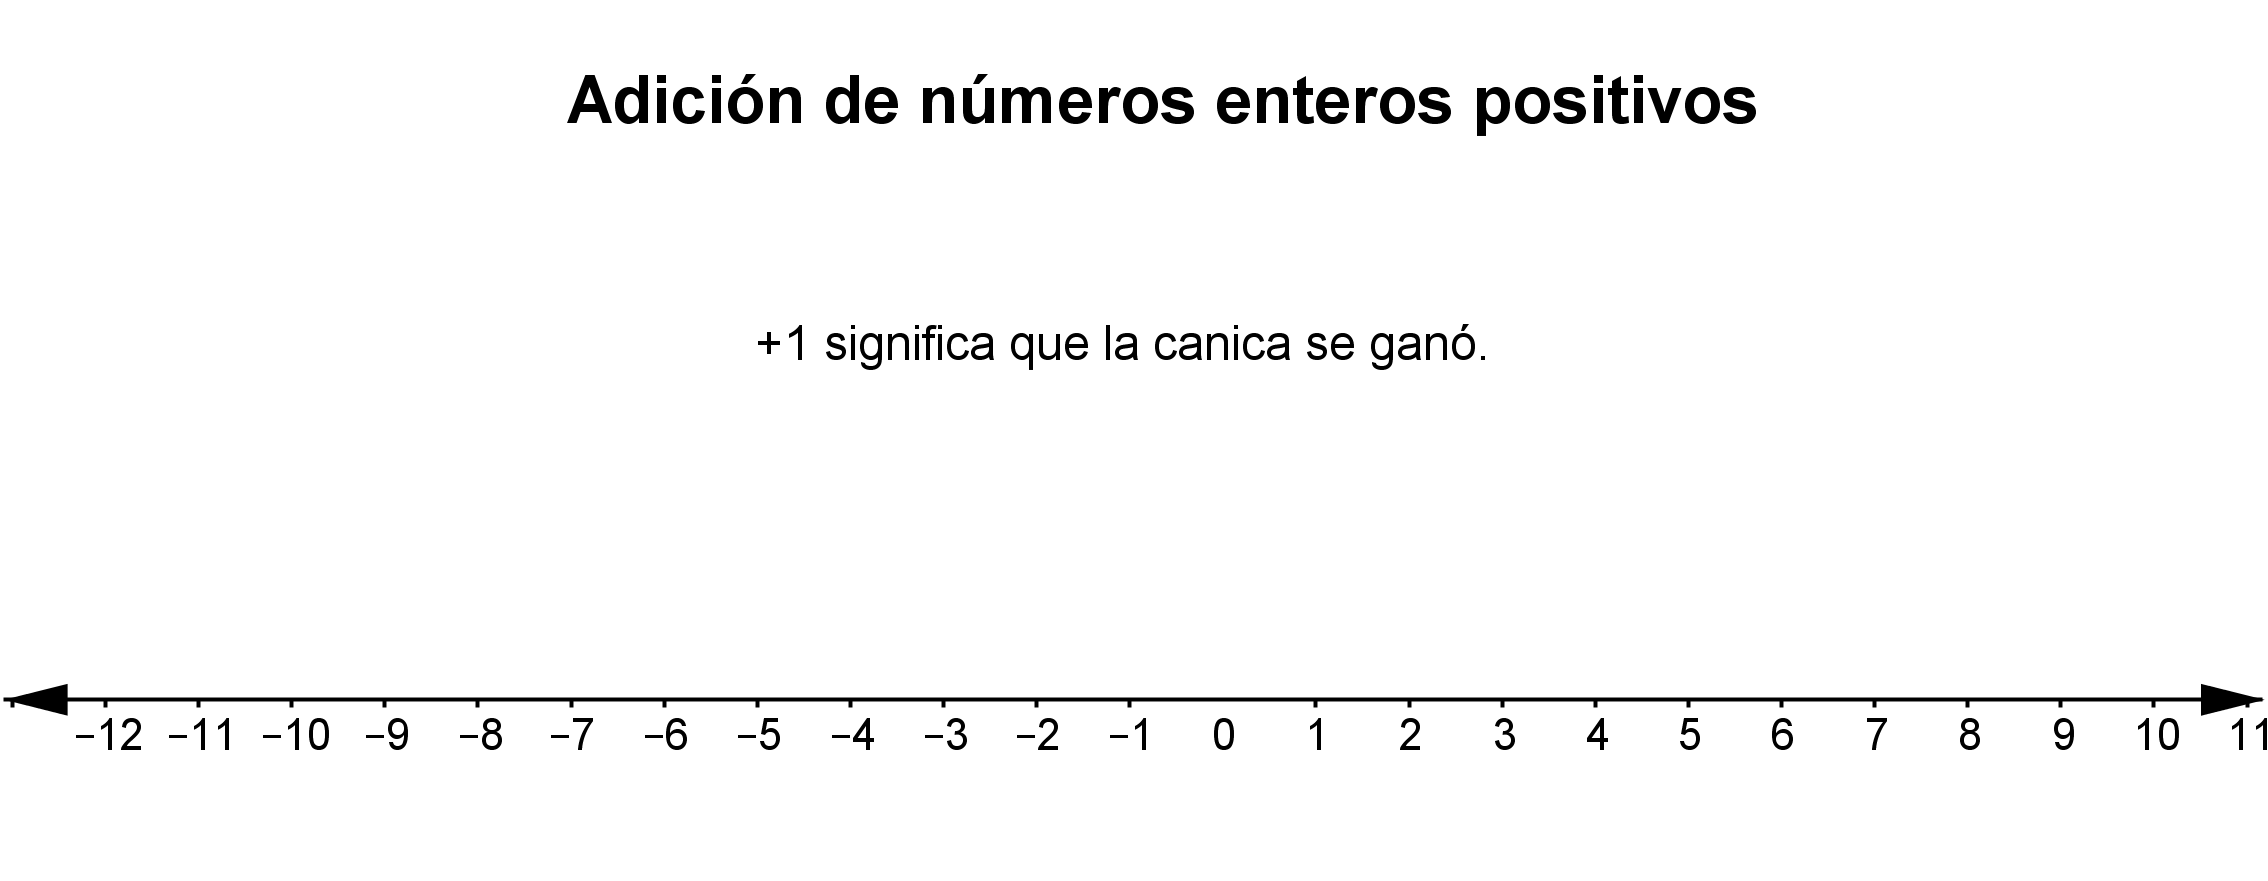 Adición de números enteros positivos
+1 significa que la canica se ganó.
−12 −11 −10 −9 −8 −7 −6 −5 −4 −3 −2 −1 0 1 2 3 4 5 6 7 8 9 10 11